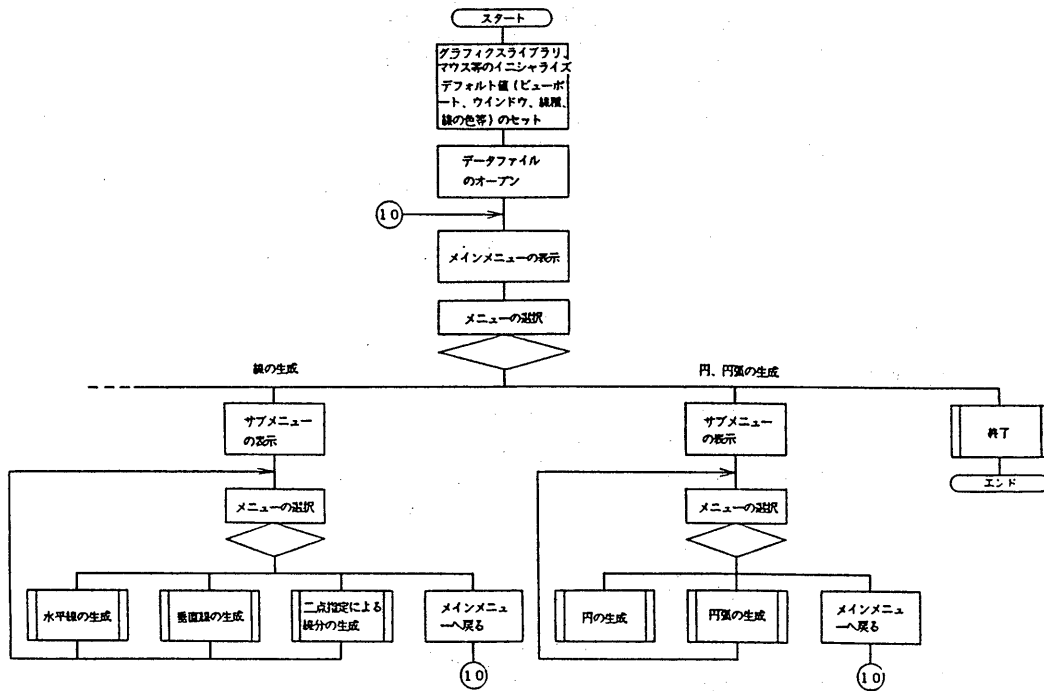 スタート
グラフィクスライブラリ、
マウス等のイニシャライズ
デフォルト値(ビューポ
ート、ウインドウ、線種、
線の色等)のセット
データファイル
のオープン
10
メインメニューの表示
メニューの選択
線の生成
円、円弧の生成
サブメニュー
の表示
サブメニュー
の表示
終了
エンド
メニューの選択
メニューの選択
水平線の生成
垂直線の生成
二点指定による
線分の生成
メインメニュ
ーへ戻る
円の生成
円弧の生成
メインメニュ
ーへ戻る
10
10